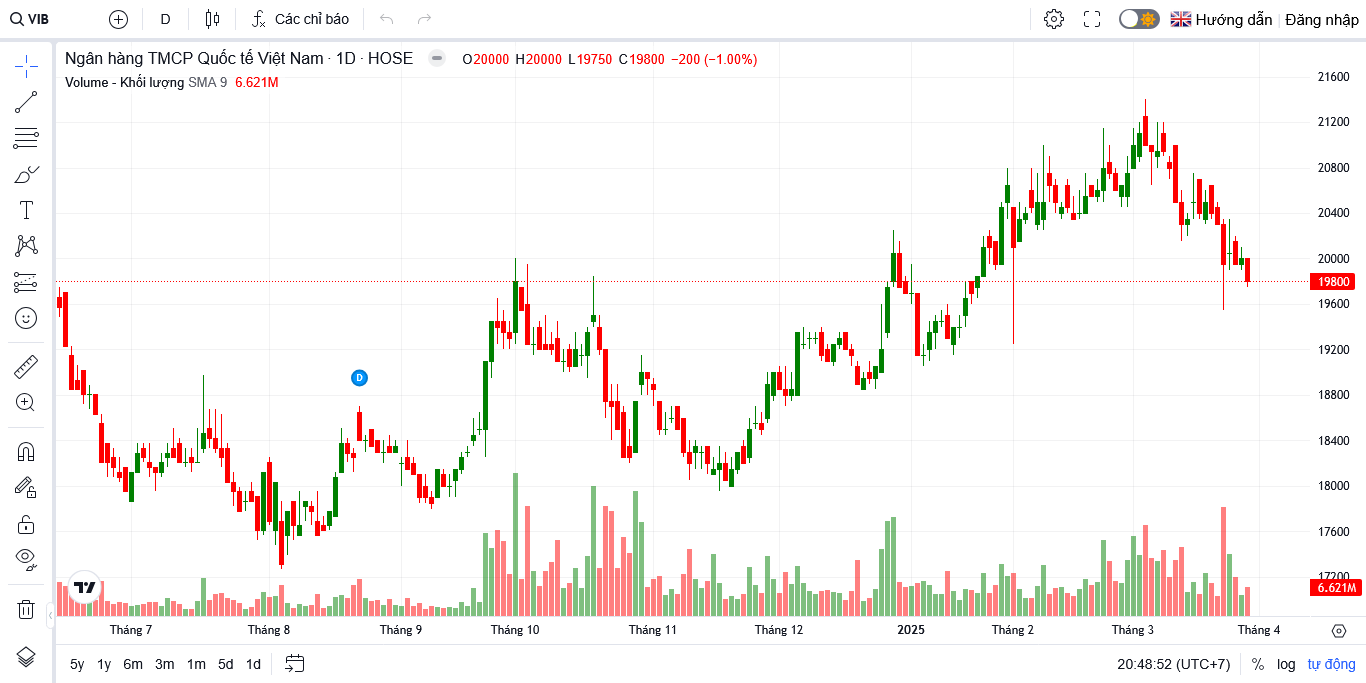 VIB D Các chỉ báo Hướng dẫn Đăng nhập
Ngân hàng TMCP Quốc tế Việt Nam · 1D · HOSE O20000 H20000 L19750 C19800 −200 (−1.00%)
Volume - Khối lượng SMA 9 6.621M
21600
21200
20800
20400
20000
19800
19600
19200
18800
18400
18000
17600
17200
6.621M
D
T
Tháng 7 Tháng 8 Tháng 9 Tháng 10 Tháng 11 Tháng 12 2025 Tháng 2 Tháng 3 Tháng 4
5y 1y 6m 3m 1m 5d 1d 20:48:52 (UTC+7) % log tự động